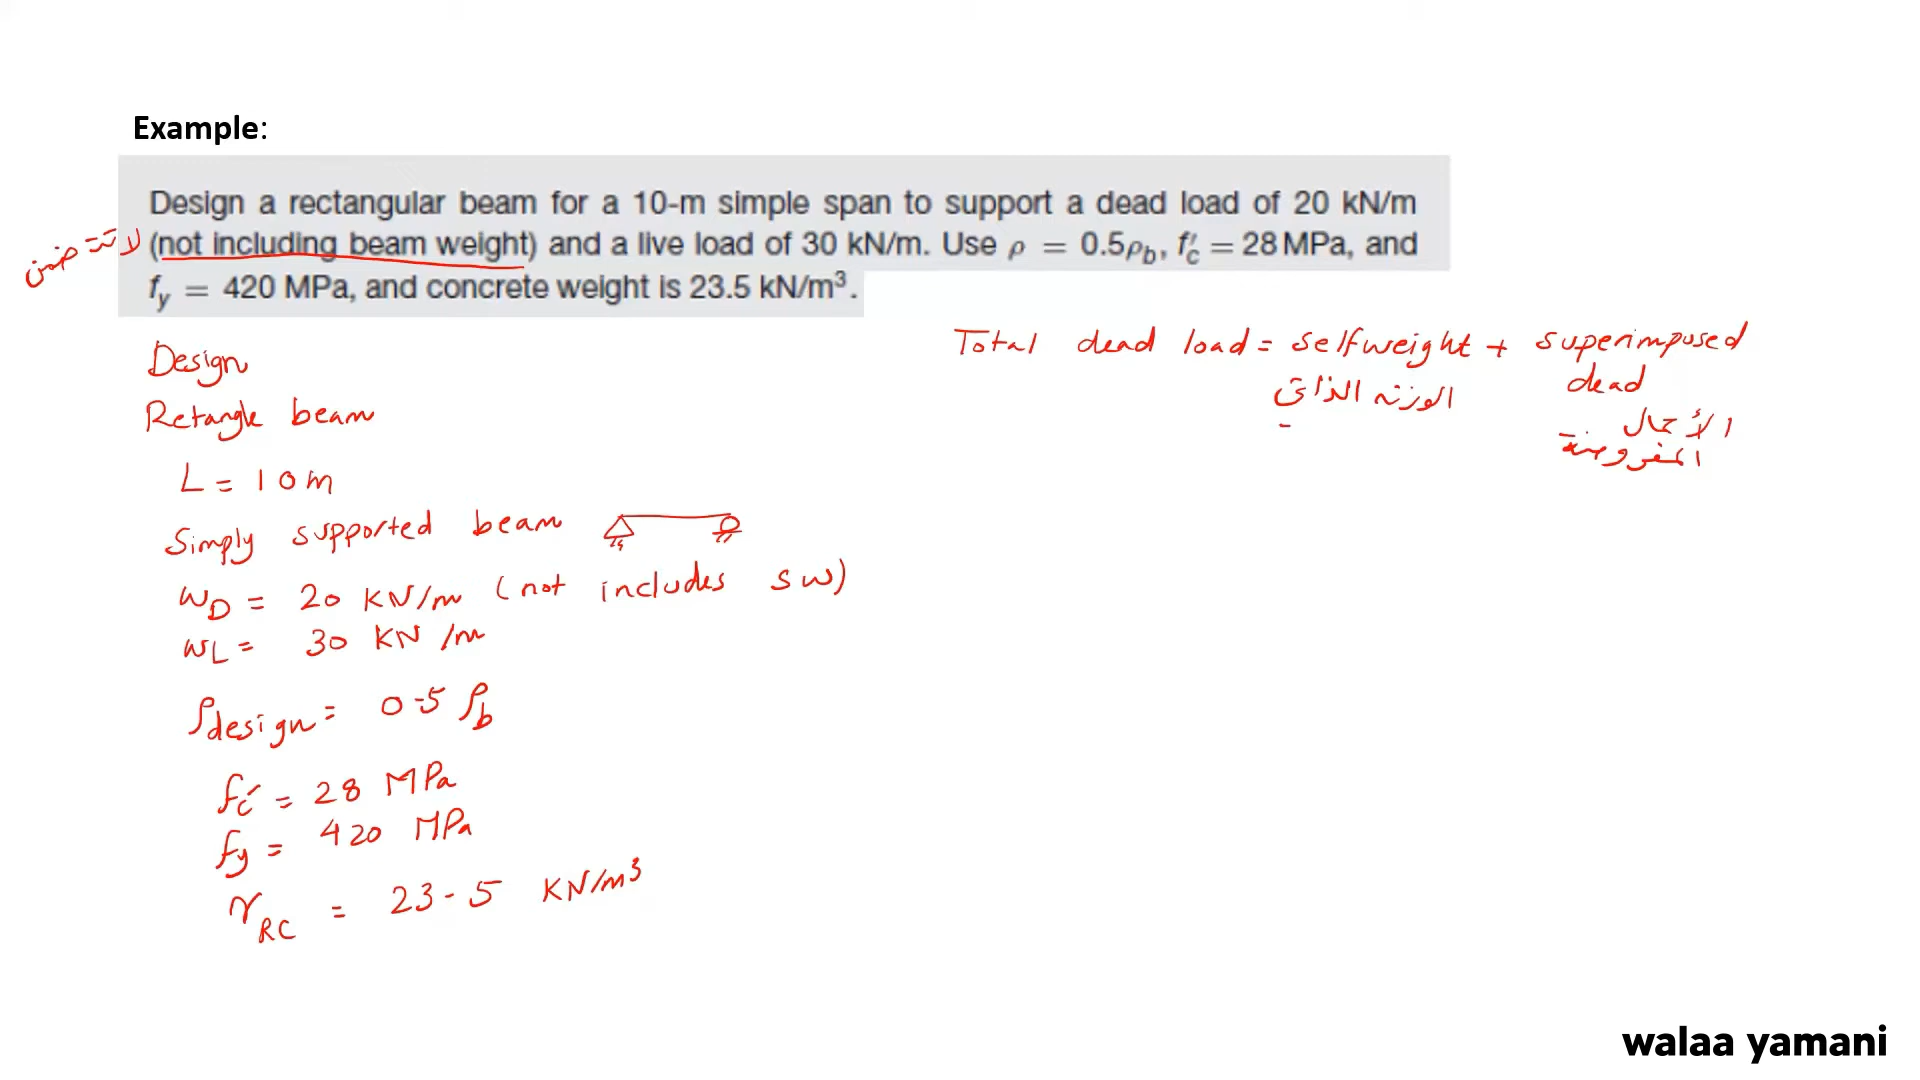 Example:
Design a rectangular beam for a 10-m simple span to support a dead load of 20 kN/m
(not including beam weight) and a live load of 30 kN/m. Use ρ = 0.5ρb, f′c = 28 MPa, and
fy = 420 MPa, and concrete weight is 23.5 kN/m³.
لا تتضمن
Design
Retangle beam
L = 10m
Simply supported beam
wD = 20 KN/m (not includes sw)
wL = 30 KN/m
ρdesign = 0.5 ρb
fc′ = 28 MPa
fy = 420 MPa
γRC = 23.5 KN/m³
Total dead load = selfweight + superimposed
dead
الوزن الذاتي
الأحمال
المفروضة
walaa yamani